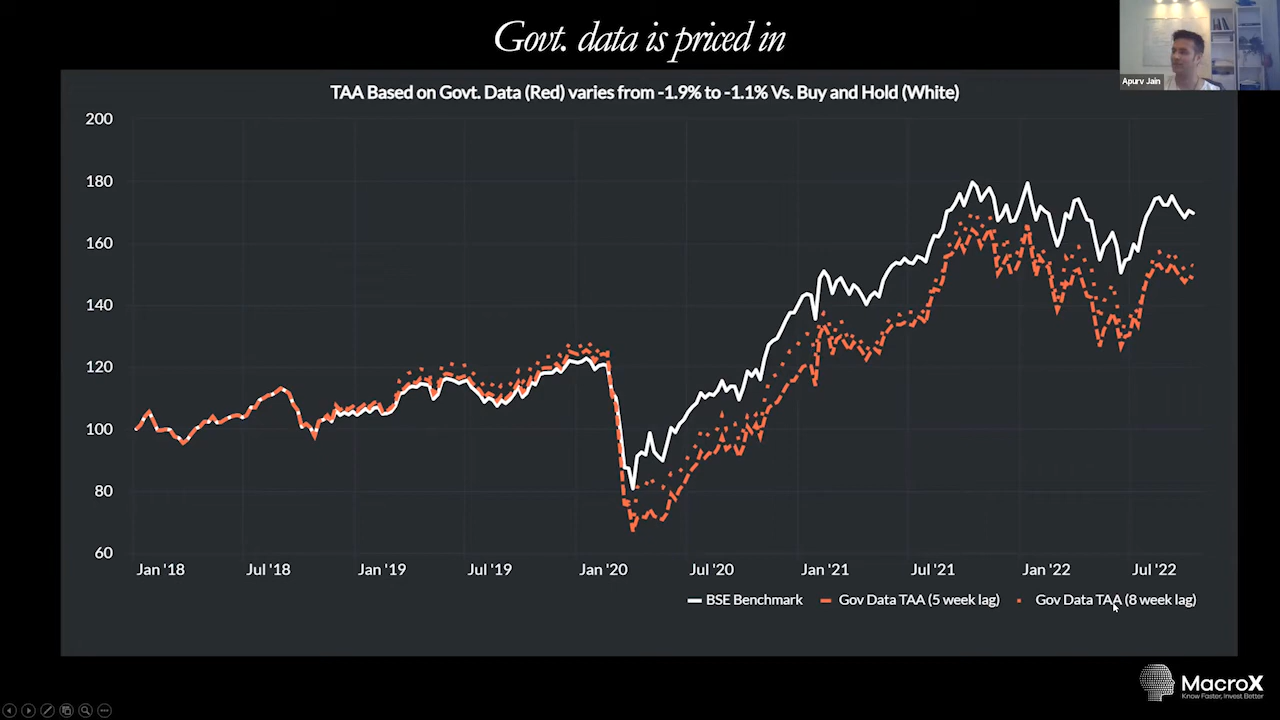 Govt. data is priced in
Apurv Jain
TAA Based on Govt. Data (Red) varies from -1.9% to -1.1% Vs. Buy and Hold (White)
200
180
160
140
120
100
80
60
Jan '18 Jul '18 Jan '19 Jul '19 Jan '20 Jul '20 Jan '21 Jul '21 Jan '22 Jul '22
BSE Benchmark Gov Data TAA (5 week lag) Gov Data TAA (8 week lag)
MacroX
Know Faster, Invest Better